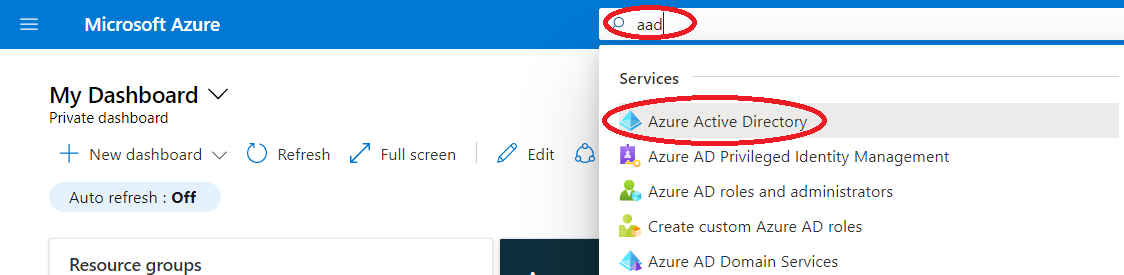 Microsoft Azure
aad
My Dashboard
Private dashboard
New dashboard
Refresh
Full screen
Edit
Auto refresh : Off
Resource groups
Services
Azure Active Directory
Azure AD Privileged Identity Management
Azure AD roles and administrators
Create custom Azure AD roles
Azure AD Domain Services